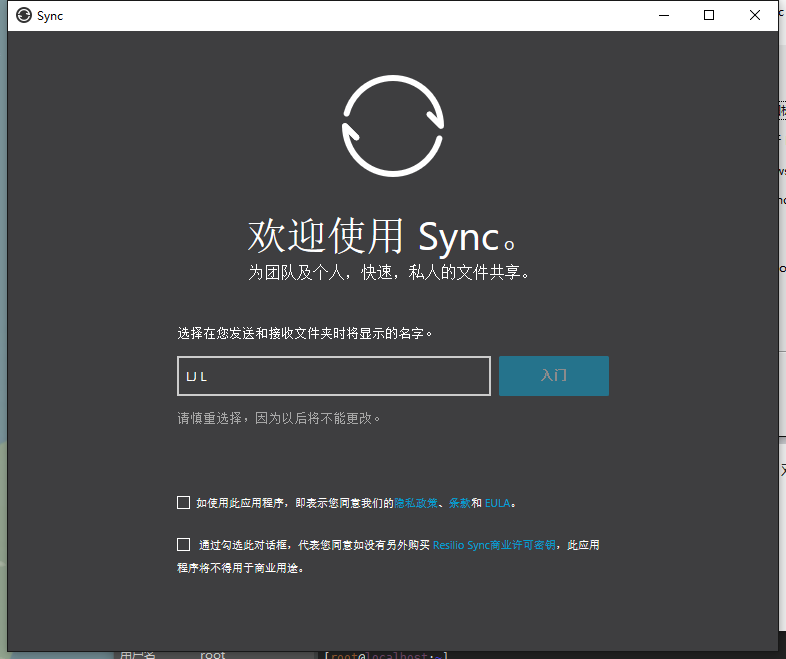 Sync
欢迎使用 Sync。
为团队及个人，快速，私人的文件共享。
选择在您发送和接收文件夹时将显示的名字。
入门
请慎重选择，因为以后将不能更改。
如使用此应用程序，即表示您同意我们的隐私政策、条款和 EULA。
通过勾选此对话框，代表您同意如没有另外购买 Resilio Sync商业许可密钥，此应用
程序将不得用于商业用途。
用户名 root [root@localhost:~]